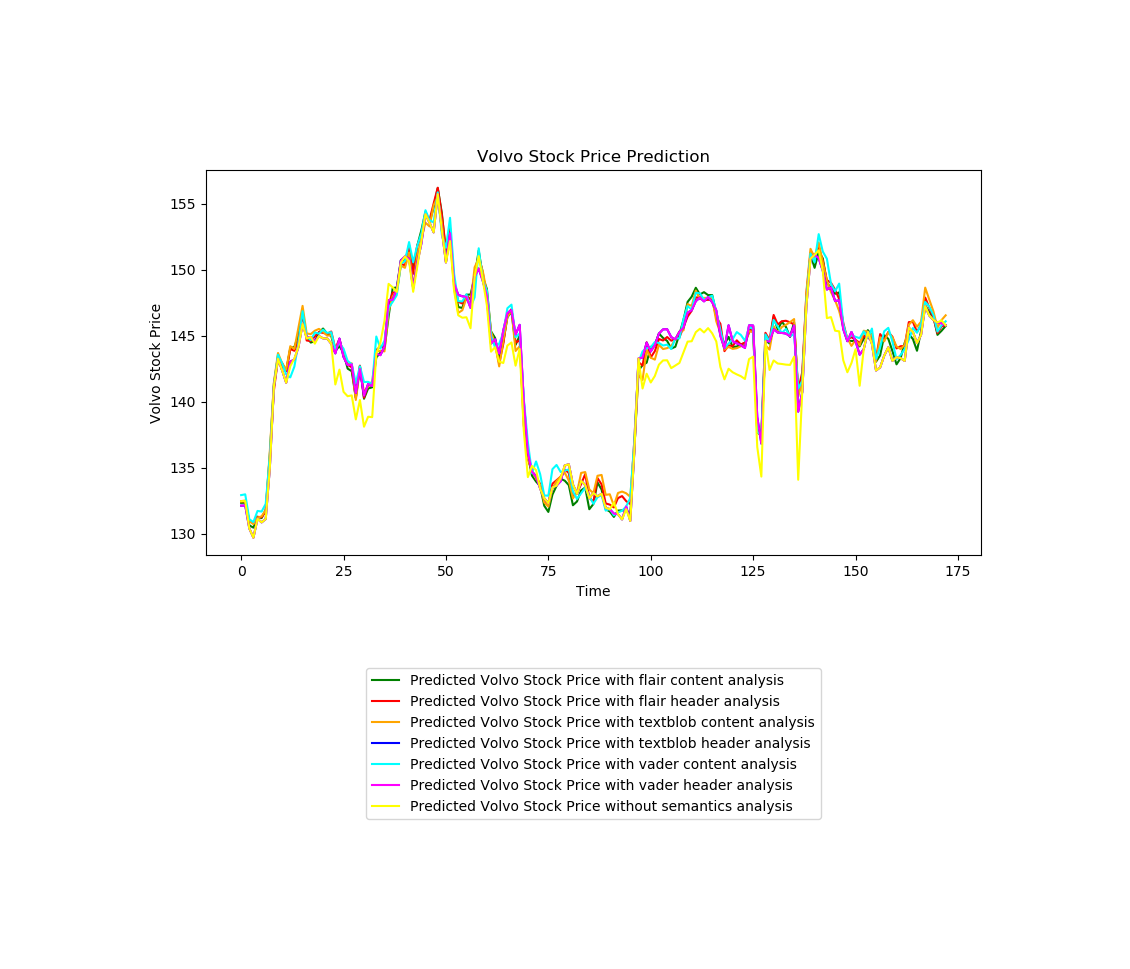 Volvo Stock Price Prediction
155
150
145
140
135
130
Volvo Stock Price
0 25 50 75 100 125 150 175
Time
Predicted Volvo Stock Price with flair content analysis
Predicted Volvo Stock Price with flair header analysis
Predicted Volvo Stock Price with textblob content analysis
Predicted Volvo Stock Price with textblob header analysis
Predicted Volvo Stock Price with vader content analysis
Predicted Volvo Stock Price with vader header analysis
Predicted Volvo Stock Price without semantics analysis